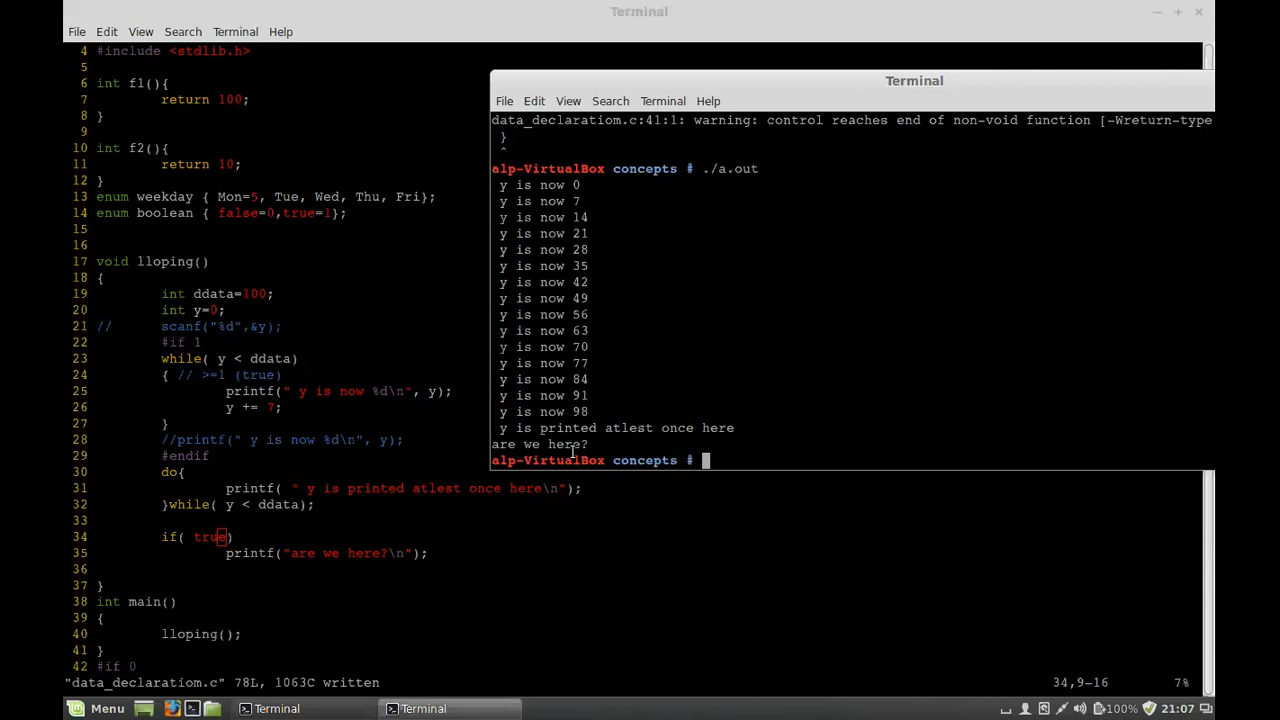 Terminal
File Edit View Search Terminal Help
4 #include <stdlib.h>
5
6 int f1(){
7 return 100;
8 }
9
10 int f2(){
11 return 10;
12 }
13 enum weekday { Mon=5, Tue, Wed, Thu, Fri};
14 enum boolean { false=0,true=1};
15
16
17 void lloping()
18 {
19 int ddata=100;
20 int y=0;
21 // scanf("%d",&y);
22 #if 1
23 while( y < ddata)
24 { // >=1 (true)
25 printf(" y is now %d\n", y);
26 y += 7;
27 }
28 //printf(" y is now %d\n", y);
29 #endif
30 do{
31 printf( " y is printed atlest once here\n");
32 }while( y < ddata);
33
34 if( true)
35 printf("are we here?\n");
36
37 }
38 int main()
39 {
40 lloping();
41 }
42 #if 0
"data_declaratiom.c" 78L, 1063C written 34,9-16 7%
Terminal
File Edit View Search Terminal Help
data_declaratiom.c:41:1: warning: control reaches end of non-void function [-Wreturn-type
}
^
alp-VirtualBox concepts # ./a.out
y is now 0
y is now 7
y is now 14
y is now 21
y is now 28
y is now 35
y is now 42
y is now 49
y is now 56
y is now 63
y is now 70
y is now 77
y is now 84
y is now 91
y is now 98
y is printed atlest once here
are we here?
alp-VirtualBox concepts #
Menu Terminal Terminal 100% 21:07